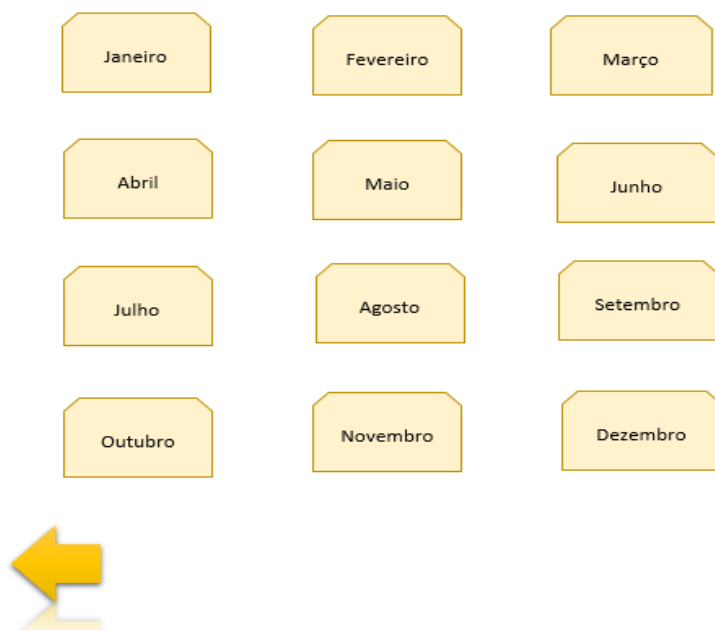 Janeiro
Fevereiro
Março
Abril
Maio
Junho
Julho
Agosto
Setembro
Outubro
Novembro
Dezembro